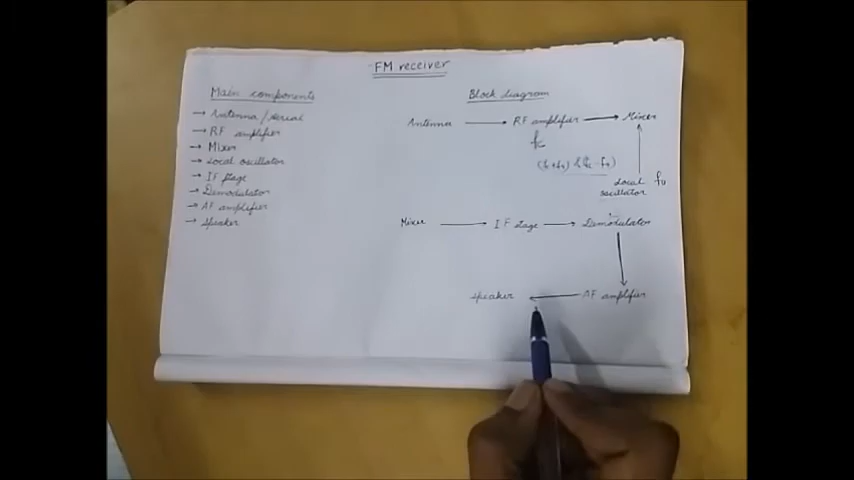 FM receiver
Main components
→ Antenna/aerial
→ RF amplifier
→ Mixer
→ Local oscillator
→ IF stage
→ Demodulator
→ AF amplifier
→ Speaker
Block diagram
Antenna → RF amplifier → Mixer
fc
Local f0
oscillator
Mixer → IF stage → Demodulator
Speaker ← AF amplifier